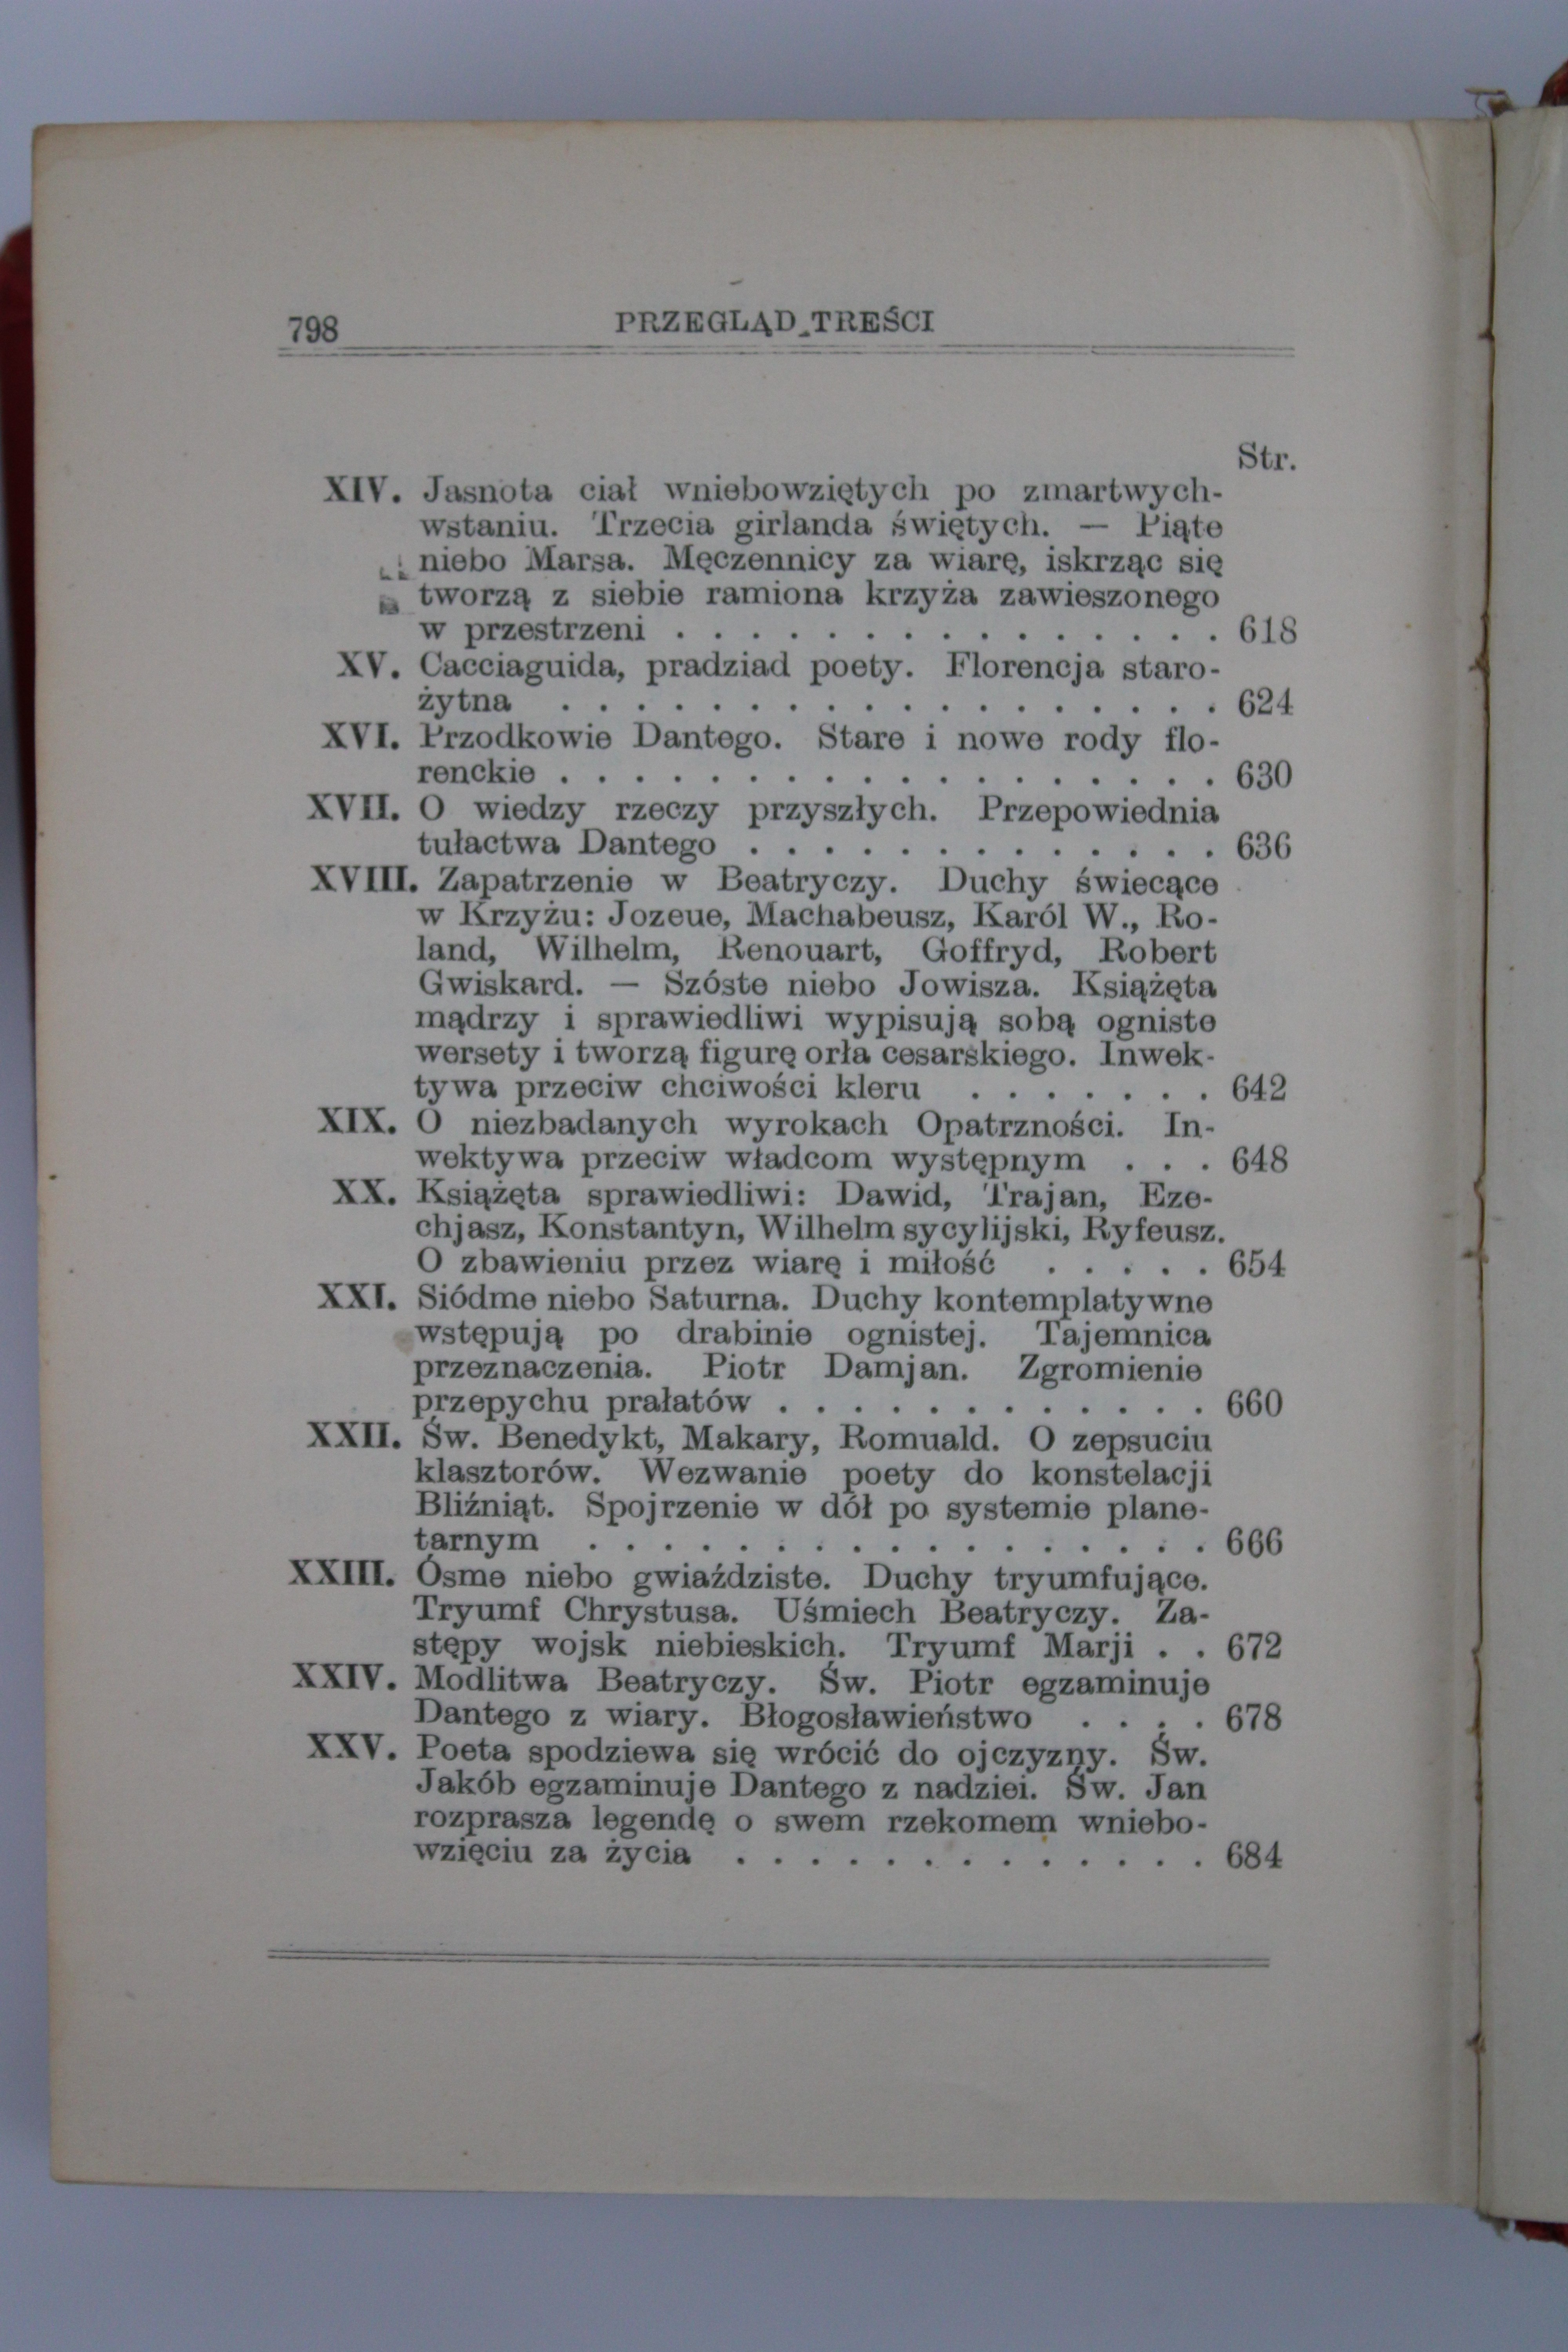 798 PRZEGLĄD TREŚCI
Str.
XIV. Jasnota ciał wniebowziętych po zmartwych-
wstaniu. Trzecia girlanda świętych. — Piąte
niebo Marsa. Męczennicy za wiarę, iskrząc się
tworzą z siebie ramiona krzyża zawieszonego
w przestrzeni . . . . . . . . . . . . . . . 618
XV. Cacciaguida, pradziad poety. Florencja staro-
żytna . . . . . . . . . . . . . . . . . . 624
XVI. Przodkowie Dantego. Stare i nowe rody flo-
renckie . . . . . . . . . . . . . . . . . . 630
XVII. O wiedzy rzeczy przyszłych. Przepowiednia
tułactwa Dantego . . . . . . . . . . . . . 636
XVIII. Zapatrzenie w Beatryczy. Duchy świecące
w Krzyżu: Jozeue, Machabeusz, Karól W., Ro-
land, Wilhelm, Renouart, Goffryd, Robert
Gwiskard. — Szóste niebo Jowisza. Książęta
mądrzy i sprawiedliwi wypisują sobą ogniste
wersety i tworzą figurę orła cesarskiego. Inwek-
tywa przeciw chciwości kleru . . . . . . . 642
XIX. O niezbadanych wyrokach Opatrzności. In-
wektywa przeciw władcom występnym . . . 648
XX. Książęta sprawiedliwi: Dawid, Trajan, Eze-
chjasz, Konstantyn, Wilhelm sycylijski, Ryfeusz.
O zbawieniu przez wiarę i miłość . . . . . 654
XXI. Siódme niebo Saturna. Duchy kontemplatywne
wstępują po drabinie ognistej. Tajemnica
przeznaczenia. Piotr Damjan. Zgromienie
przepychu prałatów . . . . . . . . . . . . 660
XXII. Św. Benedykt, Makary, Romuald. O zepsuciu
klasztorów. Wezwanie poety do konstelacji
Bliźniąt. Spojrzenie w dół po systemie plane-
tarnym . . . . . . . . . . . . . . . . . 666
XXIII. Ósme niebo gwiaździste. Duchy tryumfujące.
Tryumf Chrystusa. Uśmiech Beatryczy. Za-
stępy wojsk niebieskich. Tryumf Marji . . 672
XXIV. Modlitwa Beatryczy. Św. Piotr egzaminuje
Dantego z wiary. Błogosławieństwo . . . . 678
XXV. Poeta spodziewa się wrócić do ojczyzny. Św.
Jakób egzaminuje Dantego z nadziei. Św. Jan
rozprasza legendę o swem rzekomem wniebo-
wzięciu za życia . . . . . . . . . . . . . 684